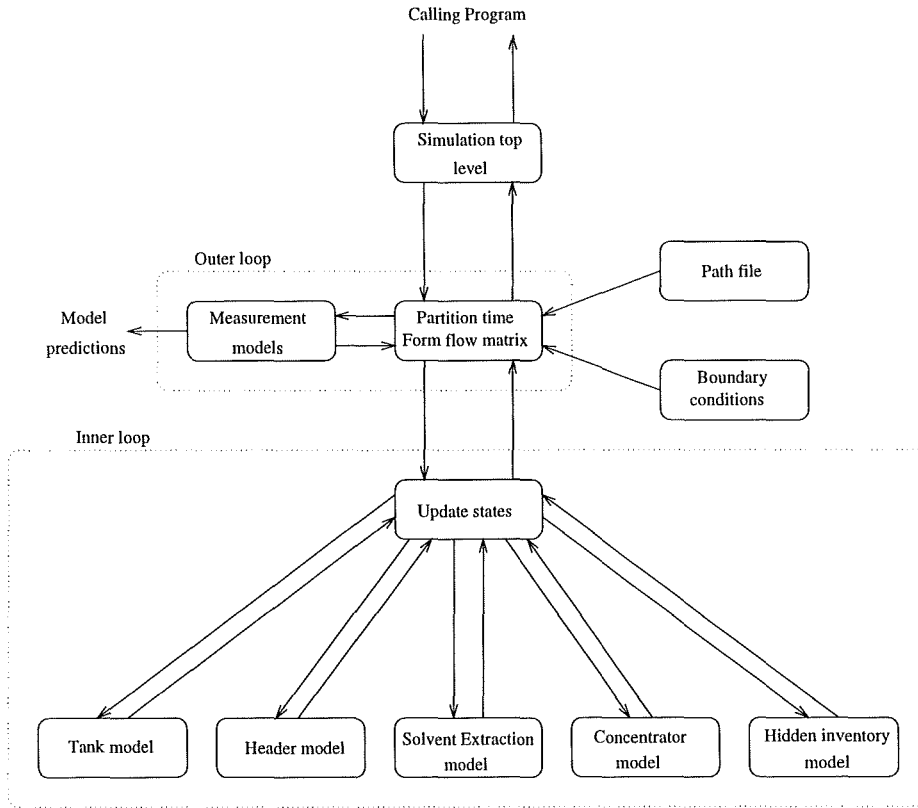 Calling Program
Simulation top
level
Outer loop
Path file
Model
predictions
Measurement
models
Partition time
Form flow matrix
Boundary
conditions
Inner loop
Update states
Tank model
Header model
Solvent Extraction
model
Concentrator
model
Hidden inventory
model